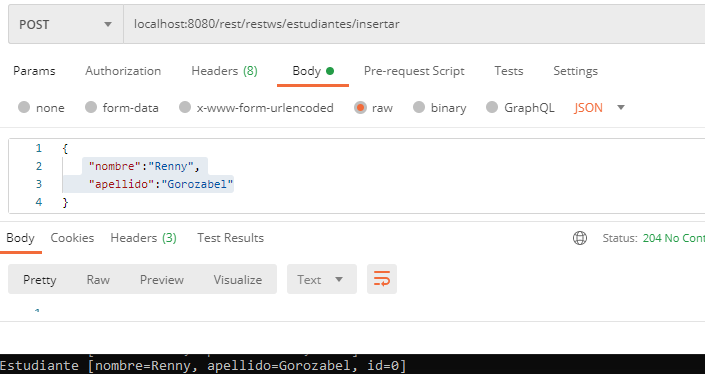 POST localhost:8080/rest/restws/estudiantes/insertar
Params Authorization Headers (8) Body Pre-request Script Tests Settings
none form-data x-www-form-urlencoded raw binary GraphQL JSON
1 {
2 "nombre":"Renny",
3 "apellido":"Gorozabel"
4 }
Body Cookies Headers (3) Test Results Status: 204 No Cont
Pretty Raw Preview Visualize Text
Estudiante [nombre=Renny, apellido=Gorozabel, id=0]